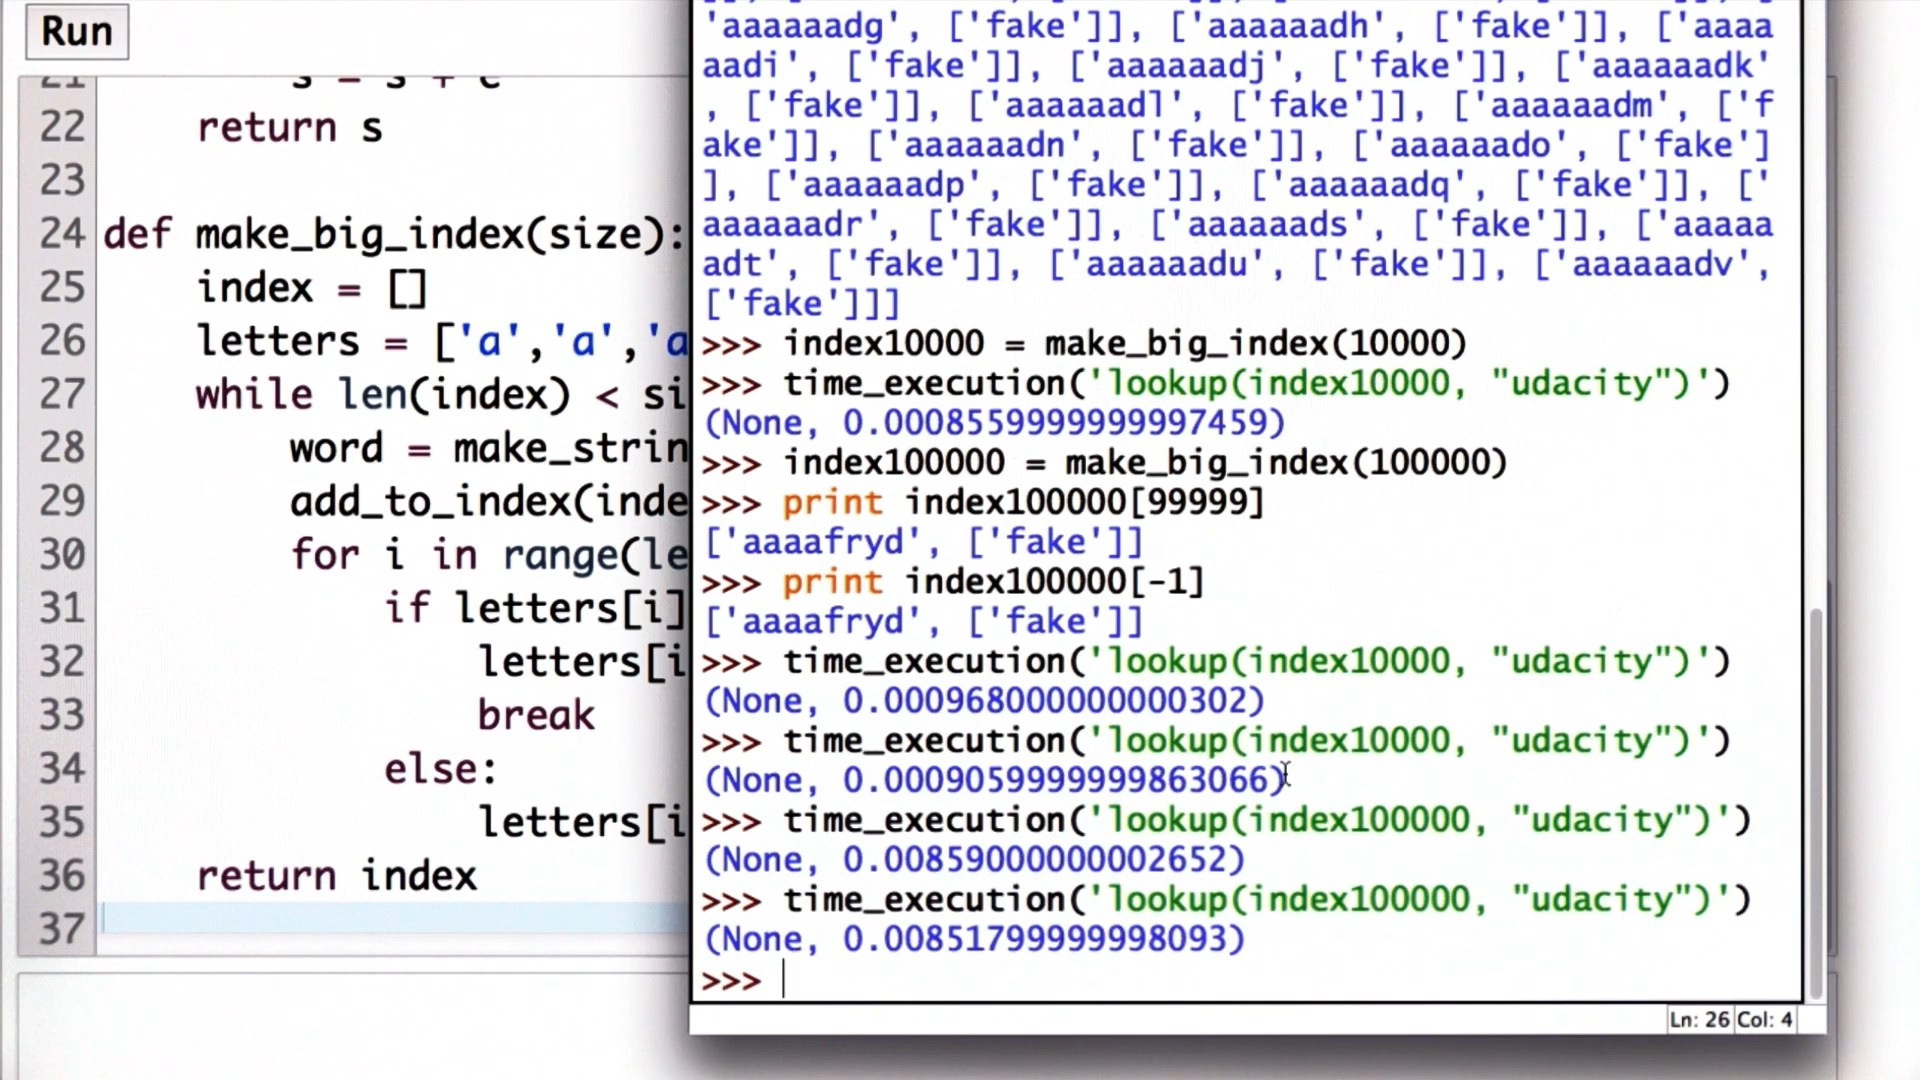 Run
21 s = s + c
22 return s
23
24 def make_big_index(size):
25 index = []
26 letters = ['a','a','a
27 while len(index) < si
28 word = make_strin
29 add_to_index(inde
30 for i in range(le
31 if letters[i]
32 letters[i
33 break
34 else:
35 letters[i
36 return index
37
'aaaaaadg', ['fake']], ['aaaaaadh', ['fake']], ['aaaa
aadi', ['fake']], ['aaaaaadj', ['fake']], ['aaaaaadk'
, ['fake']], ['aaaaaadl', ['fake']], ['aaaaaadm', ['f
ake']], ['aaaaaadn', ['fake']], ['aaaaaado', ['fake']
], ['aaaaaadp', ['fake']], ['aaaaaadq', ['fake']], ['
aaaaaadr', ['fake']], ['aaaaaads', ['fake']], ['aaaaa
adt', ['fake']], ['aaaaaadu', ['fake']], ['aaaaaadv',
['fake']]]
>>> index10000 = make_big_index(10000)
>>> time_execution('lookup(index10000, "udacity")')
(None, 0.0008559999999997459)
>>> index100000 = make_big_index(100000)
>>> print index100000[99999]
['aaaafryd', ['fake']]
>>> print index100000[-1]
['aaaafryd', ['fake']]
>>> time_execution('lookup(index10000, "udacity")')
(None, 0.000968000000000302)
>>> time_execution('lookup(index10000, "udacity")')
(None, 0.0009059999999863066)
>>> time_execution('lookup(index100000, "udacity")')
(None, 0.00859000000002652)
>>> time_execution('lookup(index100000, "udacity")')
(None, 0.00851799999998093)
>>>
Ln: 26 Col: 4